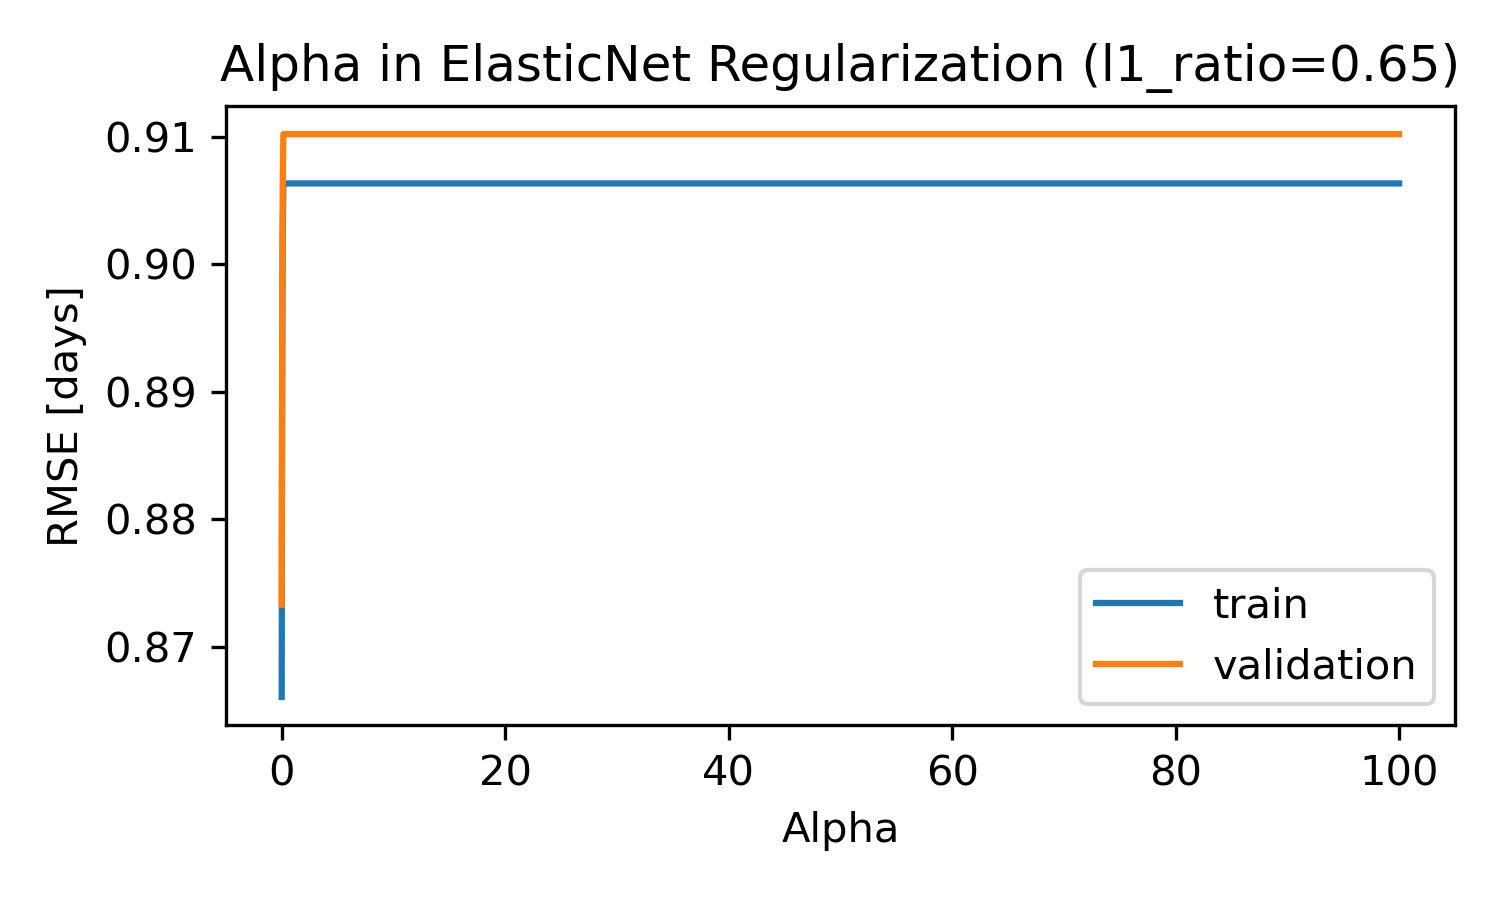 Alpha in ElasticNet Regularization (l1_ratio=0.65)
0.91
0.90
0.89
0.88
0.87
RMSE [days]
train
validation
0 20 40 60 80 100
Alpha